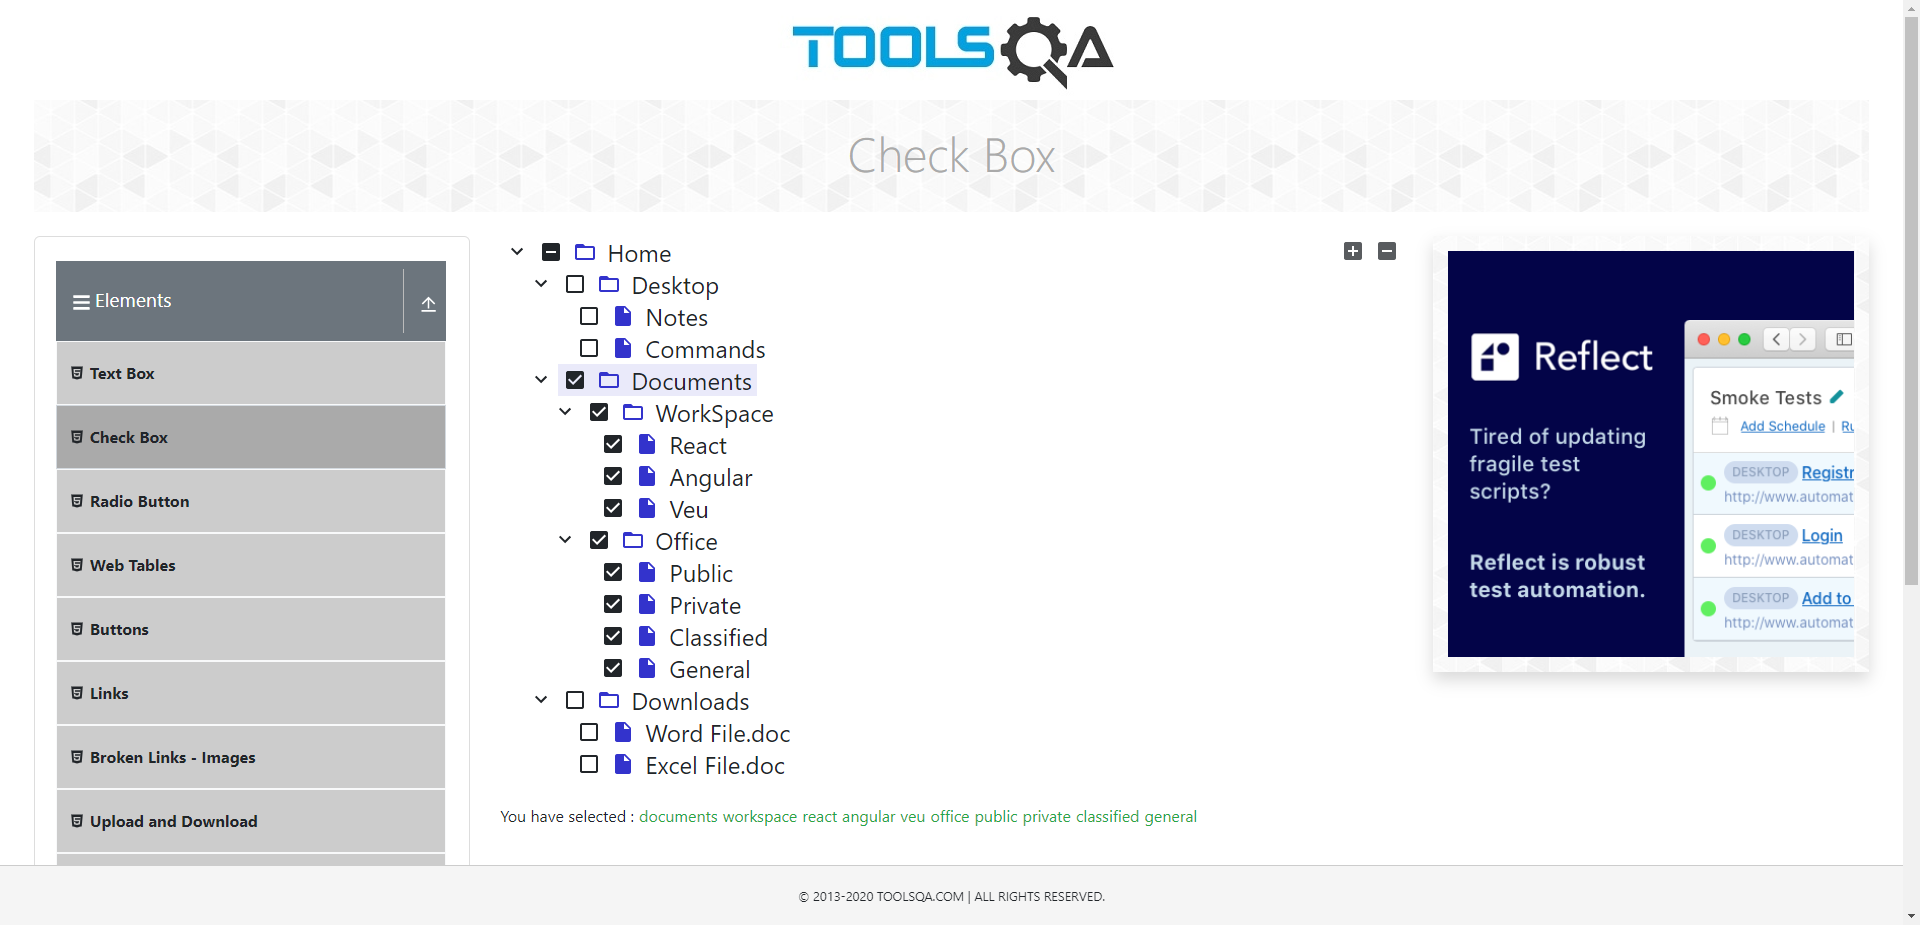 TOOLSQA
Check Box
Elements
Text Box
Check Box
Radio Button
Web Tables
Buttons
Links
Broken Links - Images
Upload and Download
Home
Desktop
Notes
Commands
Documents
WorkSpace
React
Angular
Veu
Office
Public
Private
Classified
General
Downloads
Word File.doc
Excel File.doc
You have selected : documents workspace react angular veu office public private classified general
Reflect
Tired of updating
fragile test
scripts?
Reflect is robust
test automation.
Smoke Tests
Add Schedule | Ru
DESKTOP Registr
http://www.automat
DESKTOP Login
http://www.automat
DESKTOP Add to
http://www.automat
© 2013-2020 TOOLSQA.COM | ALL RIGHTS RESERVED.